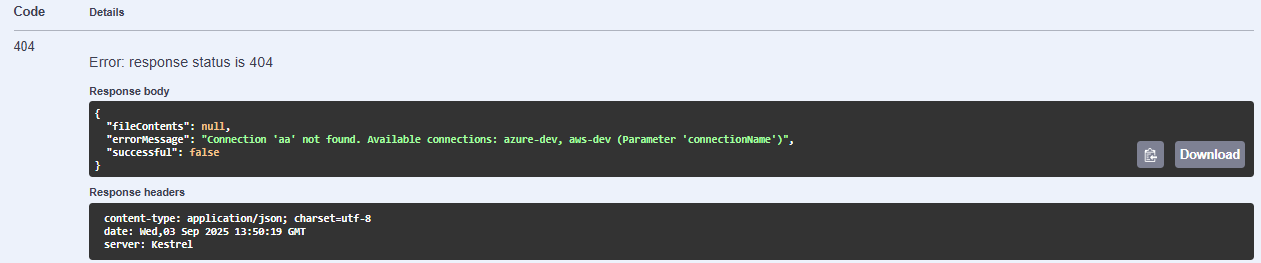 Code Details
404
Error: response status is 404
Response body
{
  "fileContents": null,
  "errorMessage": "Connection 'aa' not found. Available connections: azure-dev, aws-dev (Parameter 'connectionName')",
  "successful": false
}
Download
Response headers
content-type: application/json; charset=utf-8
date: Wed,03 Sep 2025 13:50:19 GMT
server: Kestrel